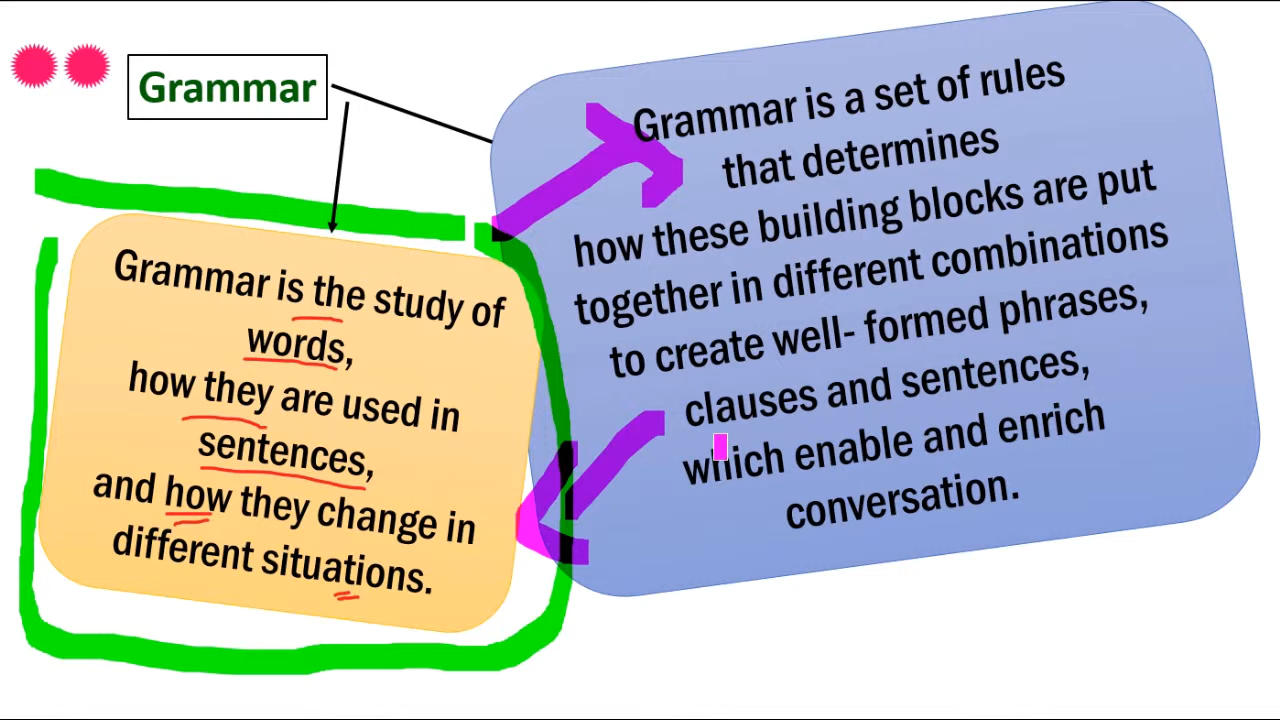 Grammar
Grammar is the study of
words,
how they are used in
sentences,
and how they change in
different situations.
Grammar is a set of rules
that determines
how these building blocks are put
together in different combinations
to create well- formed phrases,
clauses and sentences,
which enable and enrich
conversation.